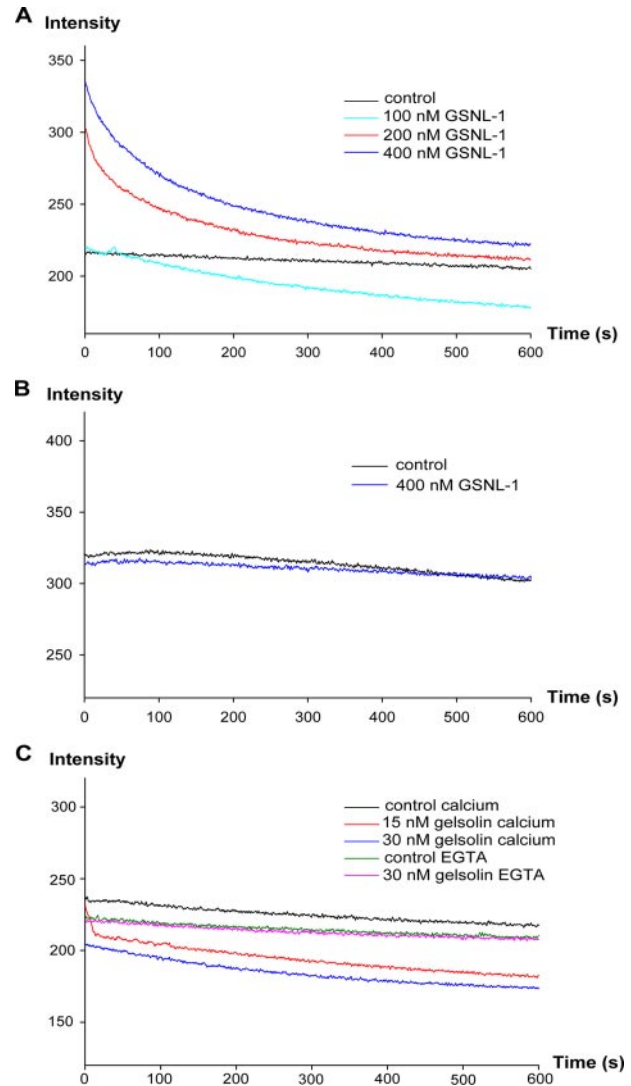 A Intensity
350
300
250
200
control
100 nM GSNL-1
200 nM GSNL-1
400 nM GSNL-1
Time (s)
0 100 200 300 400 500 600
B Intensity
400
350
300
250
220
control
400 nM GSNL-1
Time (s)
0 100 200 300 400 500 600
C Intensity
300
250
200
150
control calcium
15 nM gelsolin calcium
30 nM gelsolin calcium
control EGTA
30 nM gelsolin EGTA
Time (s)
0 100 200 300 400 500 600